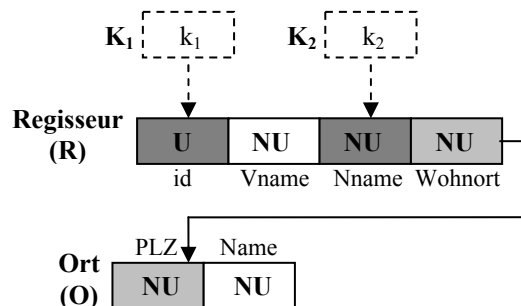 K1 k1 K2 k2
Regisseur (R)
U NU NU NU
id Vname Nname Wohnort
PLZ Name
Ort (O)
NU NU